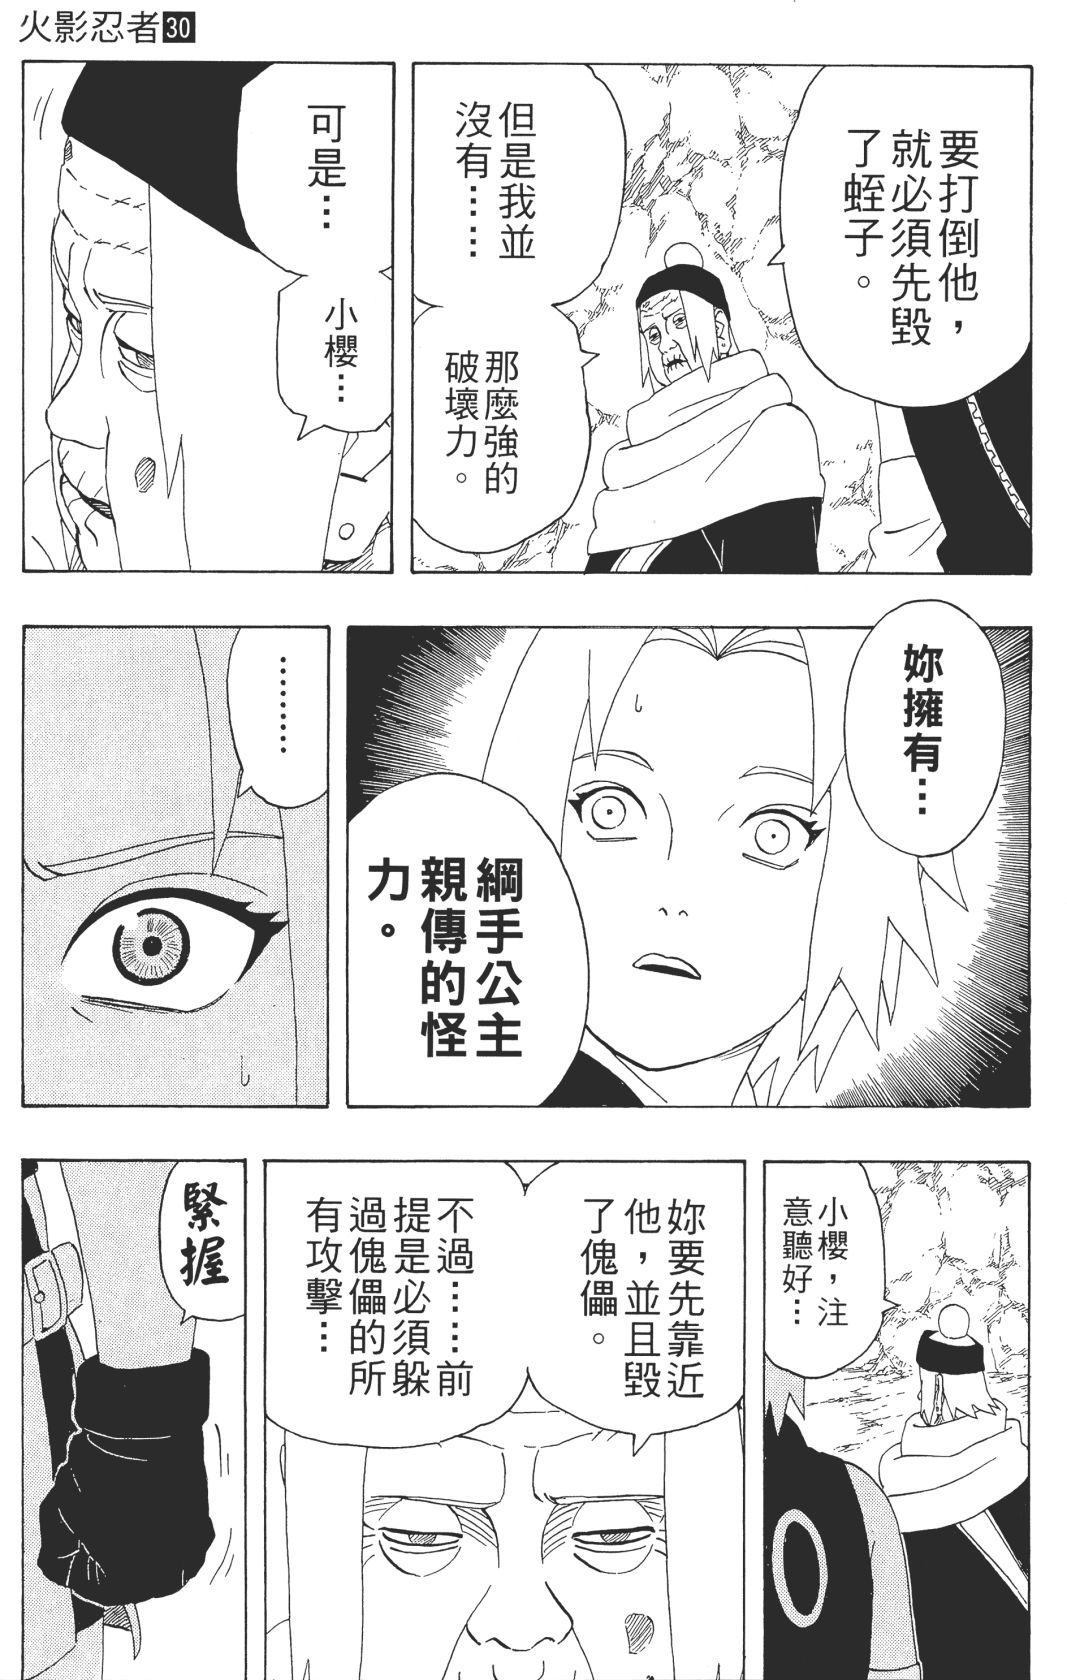 火影忍者30
要打倒他，
就必須先毀
了蛭子。
但是我並
沒有……
那麼強的
破壞力。
可是…
小櫻…
妳擁有…
綱手公主
親傳的怪
力。
………
小櫻，注
意聽好…
妳要先靠近
他，並且毀
了傀儡。
不過……前
提是必須躲
過傀儡的所
有攻擊…
緊握